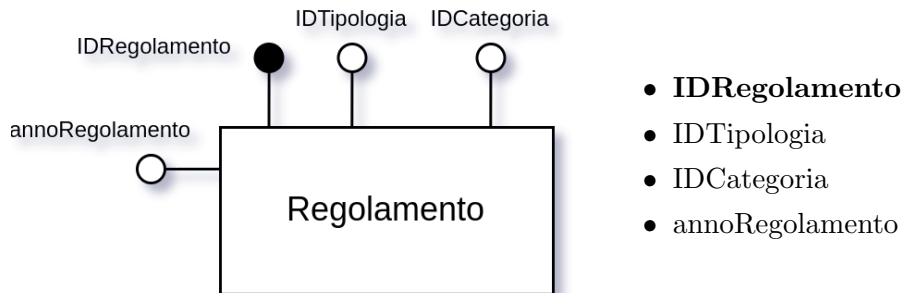 IDTipologia IDCategoria
IDRegolamento
annoRegolamento
Regolamento
• IDRegolamento
• IDTipologia
• IDCategoria
• annoRegolamento